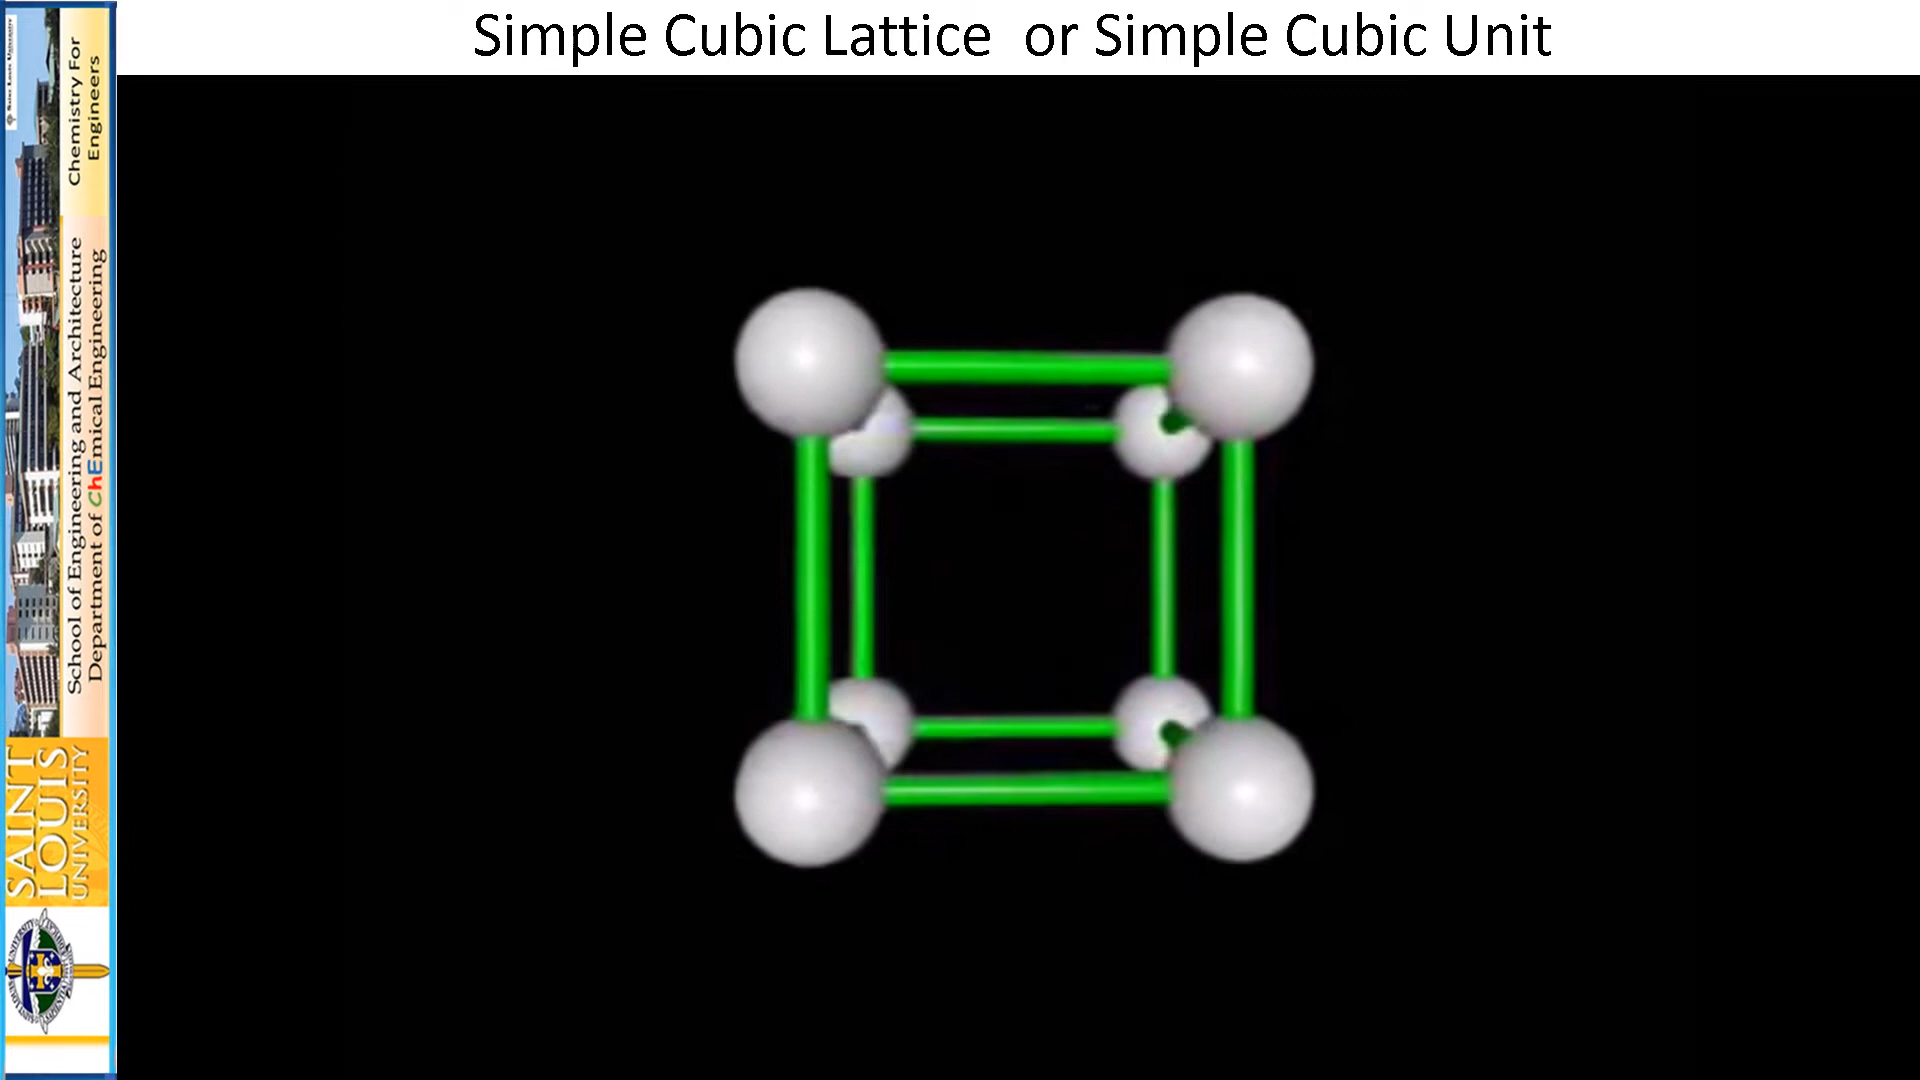 Simple Cubic Lattice  or Simple Cubic Unit
Chemistry For
Engineers
School of Engineering and Architecture
Department of ChEmical Engineering
SAINT
LOUIS
UNIVERSITY